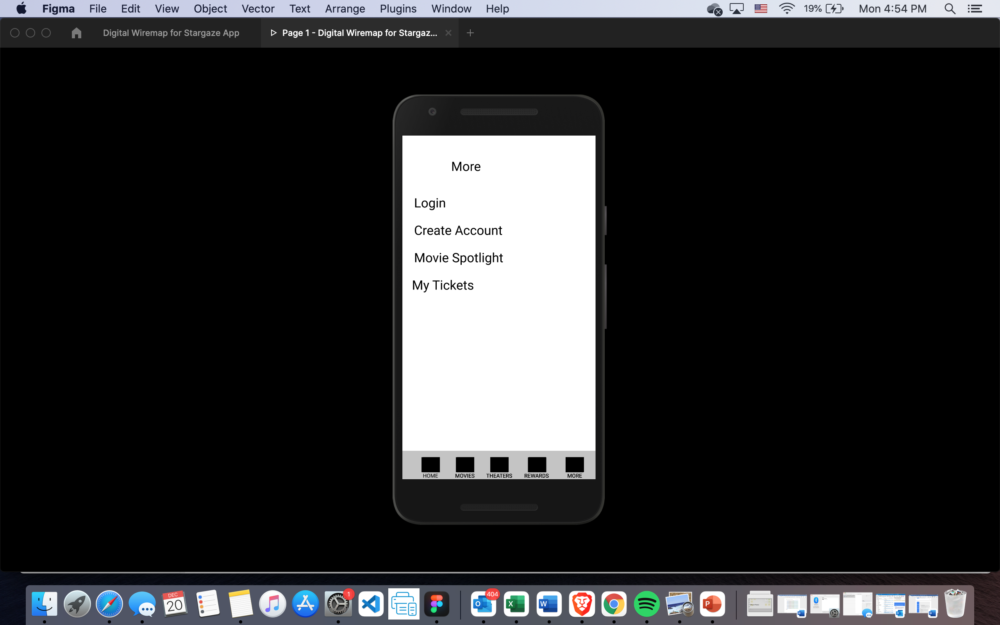 Figma File Edit View Object Vector Text Arrange Plugins Window Help 19% Mon 4:54 PM
Digital Wiremap for Stargaze App Page 1 - Digital Wiremap for Stargaz...
More
Login
Create Account
Movie Spotlight
My Tickets
HOME MOVIES THEATERS REWARDS MORE
DEC
20
1
404